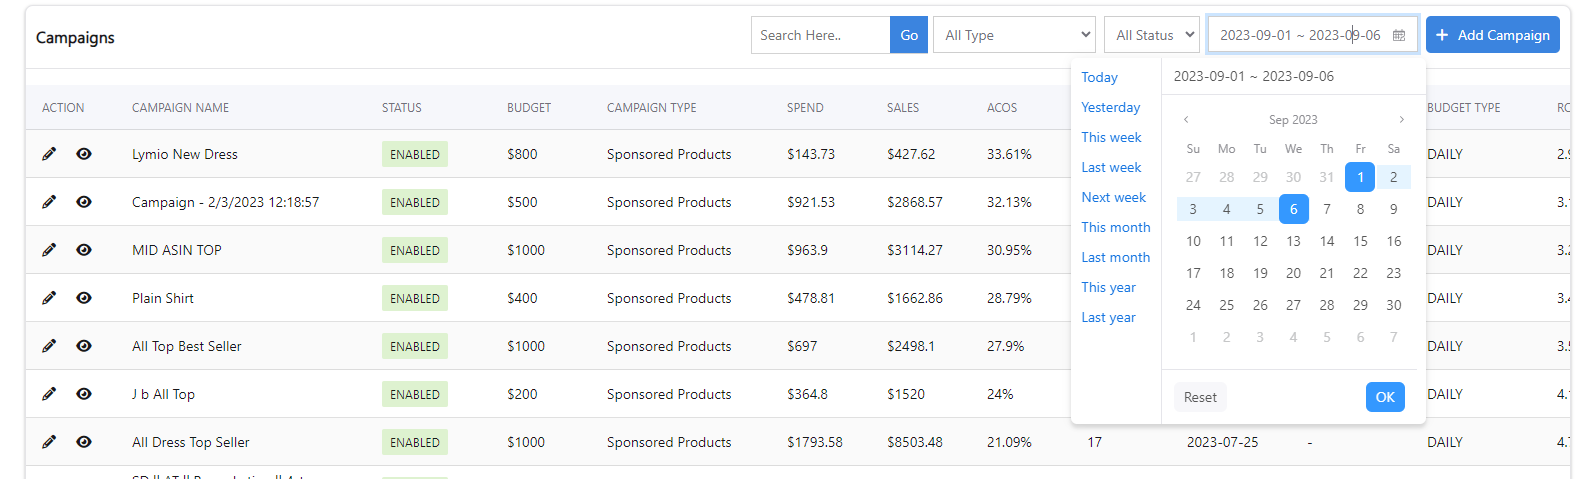 Campaigns
Search Here..
Go
All Type
All Status
2023-09-01 ~ 2023-09-06
+ Add Campaign
ACTION CAMPAIGN NAME STATUS BUDGET CAMPAIGN TYPE SPEND SALES ACOS BUDGET TYPE
Lymio New Dress ENABLED $800 Sponsored Products $143.73 $427.62 33.61% DAILY
Campaign - 2/3/2023 12:18:57 ENABLED $500 Sponsored Products $921.53 $2868.57 32.13% DAILY
MID ASIN TOP ENABLED $1000 Sponsored Products $963.9 $3114.27 30.95% DAILY
Plain Shirt ENABLED $400 Sponsored Products $478.81 $1662.86 28.79% DAILY
All Top Best Seller ENABLED $1000 Sponsored Products $697 $2498.1 27.9% DAILY
J b All Top ENABLED $200 Sponsored Products $364.8 $1520 24% DAILY
All Dress Top Seller ENABLED $1000 Sponsored Products $1793.58 $8503.48 21.09% 17 2023-07-25 - DAILY
Today
Yesterday
This week
Last week
Next week
This month
Last month
This year
Last year
2023-09-01 ~ 2023-09-06
Sep 2023
Su Mo Tu We Th Fr Sa
27 28 29 30 31 1 2
3 4 5 6 7 8 9
10 11 12 13 14 15 16
17 18 19 20 21 22 23
24 25 26 27 28 29 30
1 2 3 4 5 6 7
Reset
OK